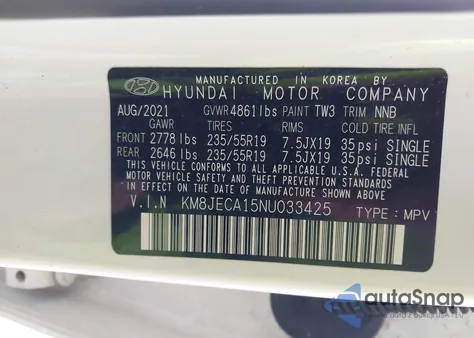 MANUFACTURED IN KOREA BY
HYUNDAI MOTOR COMPANY
AUG/2021 GVWR 4861lbs PAINT TW3 TRIM NNB
GAWR TIRES RIMS COLD TIRE INFL
FRONT 2778 lbs 235/55R19 7.5JX19 35psi SINGLE
REAR 2646 lbs 235/55R19 7.5JX19 35psi SINGLE
THIS VEHICLE CONFORMS TO ALL APPLICABLE U.S.A. FEDERAL
MOTOR VEHICLE SAFETY, BUMPER, AND THEFT PREVENTION
STANDARDS IN EFFECT ON THE DATE OF MANUFACTURE
SHOWN ABOVE.
V.I.N KM8JECA15NU033425 TYPE : MPV
autoSnap